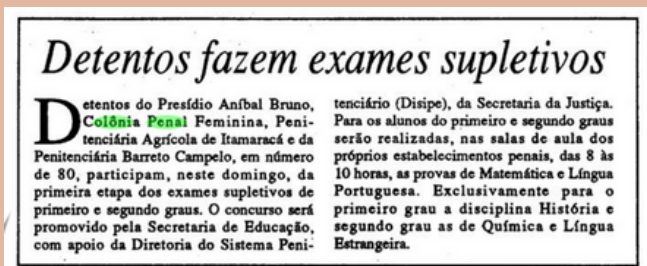 Detentos fazem exames supletivos
Detentos do Presídio Aníbal Bruno,
Colônia Penal Feminina, Peni-
tenciária Agrícola de Itamaracá e da
Penitenciária Barreto Campelo, em número
de 80, participam, neste domingo, da
primeira etapa dos exames supletivos de
primeiro e segundo graus. O concurso será
promovido pela Secretaria de Educação,
com apoio da Diretoria do Sistema Peni-
tenciário (Disipe), da Secretaria da Justiça.
Para os alunos do primeiro e segundo graus
serão realizadas, nas salas de aula dos
próprios estabelecimentos penais, das 8 às
10 horas, as provas de Matemática e Língua
Portuguesa. Exclusivamente para o
primeiro grau a disciplina História e
segundo grau as de Química e Língua
Estrangeira.